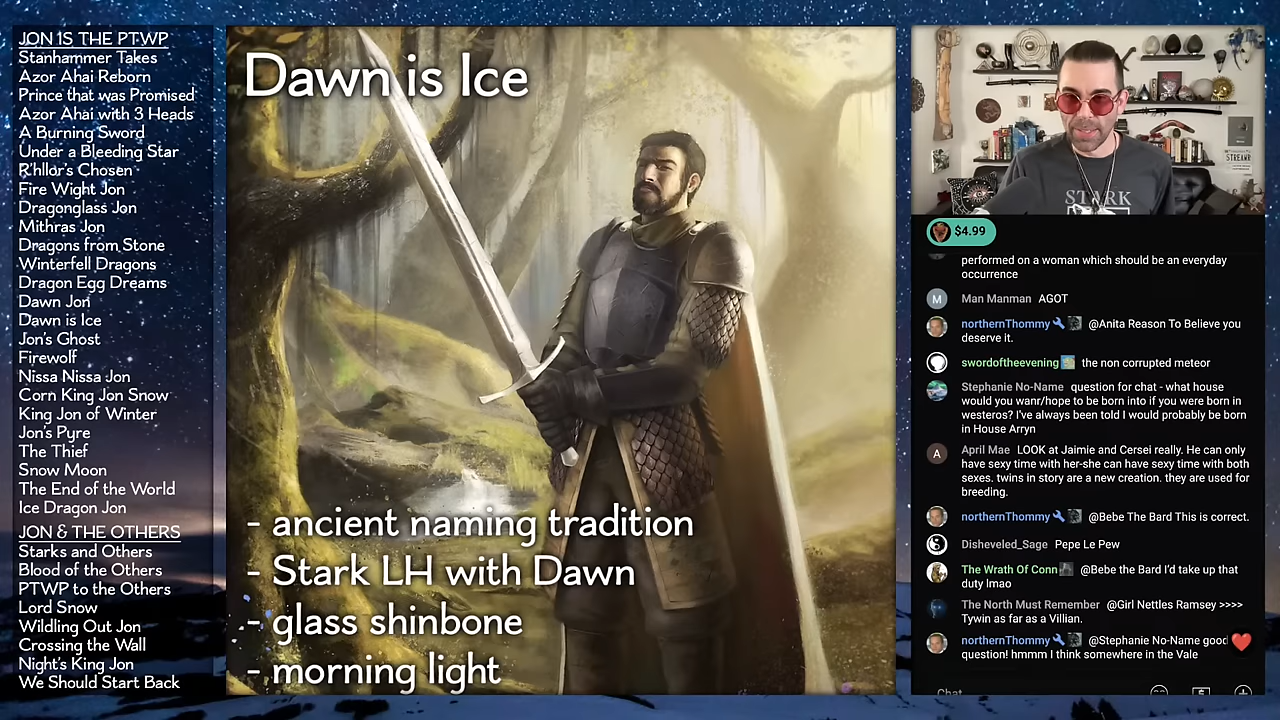 JON IS THE PTWP
Stanhammer Takes
Azor Ahai Reborn
Prince that was Promised
Azor Ahai with 3 Heads
A Burning Sword
Under a Bleeding Star
R'hllor's Chosen
Fire Wight Jon
Dragonglass Jon
Mithras Jon
Dragons from Stone
Winterfell Dragons
Dragon Egg Dreams
Dawn Jon
Dawn is Ice
Jon's Ghost
Firewolf
Nissa Nissa Jon
Corn King Jon Snow
King Jon of Winter
Jon's Pyre
The Thief
Snow Moon
The End of the World
Ice Dragon Jon
JON & THE OTHERS
Starks and Others
Blood of the Others
PTWP to the Others
Lord Snow
Wildling Out Jon
Crossing the Wall
Night's King Jon
We Should Start Back
Dawn is Ice
- ancient naming tradition
- Stark LH with Dawn
- glass shinbone
- morning light
STARK
$4.99
performed on a woman which should be an everyday
occurrence
M Man Manman AGOT
northernThommy @Anita Reason To Believe you
deserve it.
swordoftheevening the non corrupted meteor
Stephanie No-Name question for chat - what house
would you wanr/hope to be born into if you were born in
westeros? I've always been told I would probably be born
in House Arryn
A April Mae LOOK at Jaimie and Cersei really. He can only
have sexy time with her-she can have sexy time with both
sexes. twins in story are a new creation. they are used for
breeding.
northernThommy @Bebe The Bard This is correct.
Disheveled_Sage Pepe Le Pew
The Wrath Of Conn @Bebe the Bard I'd take up that
duty lmao
The North Must Remember @Girl Nettles Ramsey >>>>
Tywin as far as a Villian.
northernThommy @Stephanie No-Name good
question! hmmm I think somewhere in the Vale
Chat